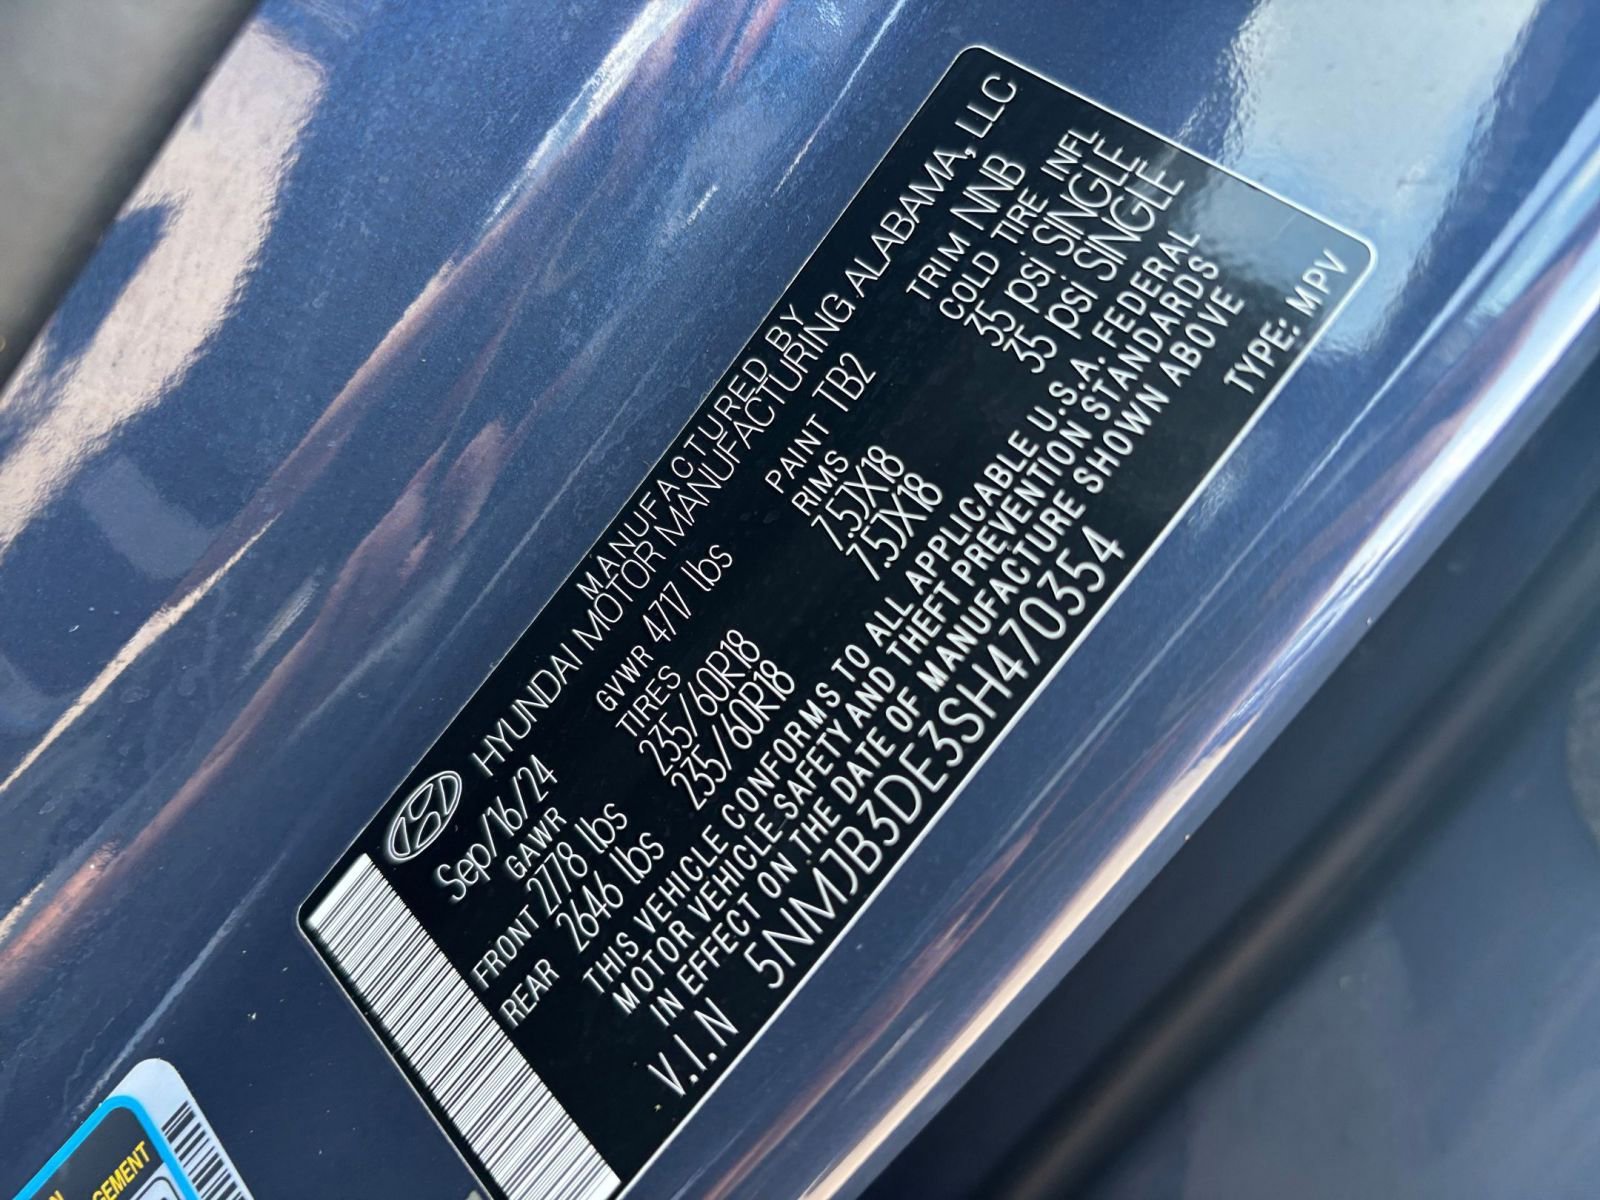 MANUFACTURED BY
HYUNDAI MOTOR MANUFACTURING ALABAMA, LLC
Sep/16/24 GVWR 4717 lbs PAINT TB2 TRIM NNB
GAWR TIRES RIMS COLD TIRE INFL
FRONT 2778 lbs 235/60R18 7.5JX18 35 psi SINGLE
REAR 2646 lbs 235/60R18 7.5JX18 35 psi SINGLE
THIS VEHICLE CONFORMS TO ALL APPLICABLE U.S.A. FEDERAL
MOTOR VEHICLE SAFETY AND THEFT PREVENTION STANDARDS
IN EFFECT ON THE DATE OF MANUFACTURE SHOWN ABOVE
V.I.N 5NMJB3DE3SH470354 TYPE: MPV